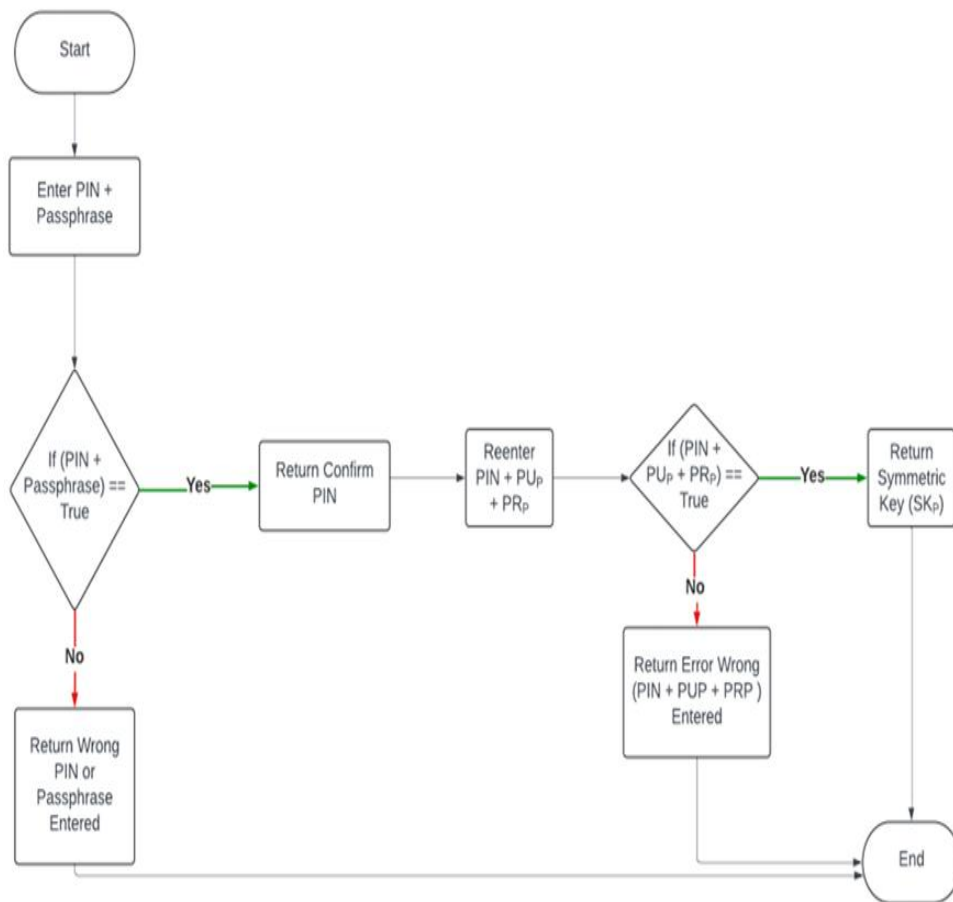 Start
Enter PIN +
Passphrase
If (PIN +
Passphrase) ==
True
Yes
Return Confirm
PIN
Reenter
PIN + PUₚ
+ PRₚ
If (PIN +
PUₚ + PRₚ) ==
True
Yes
Return
Symmetric
Key (SKₚ)
No
Return Error Wrong
(PIN + PUP + PRP )
Entered
No
Return Wrong
PIN or
Passphrase
Entered
End